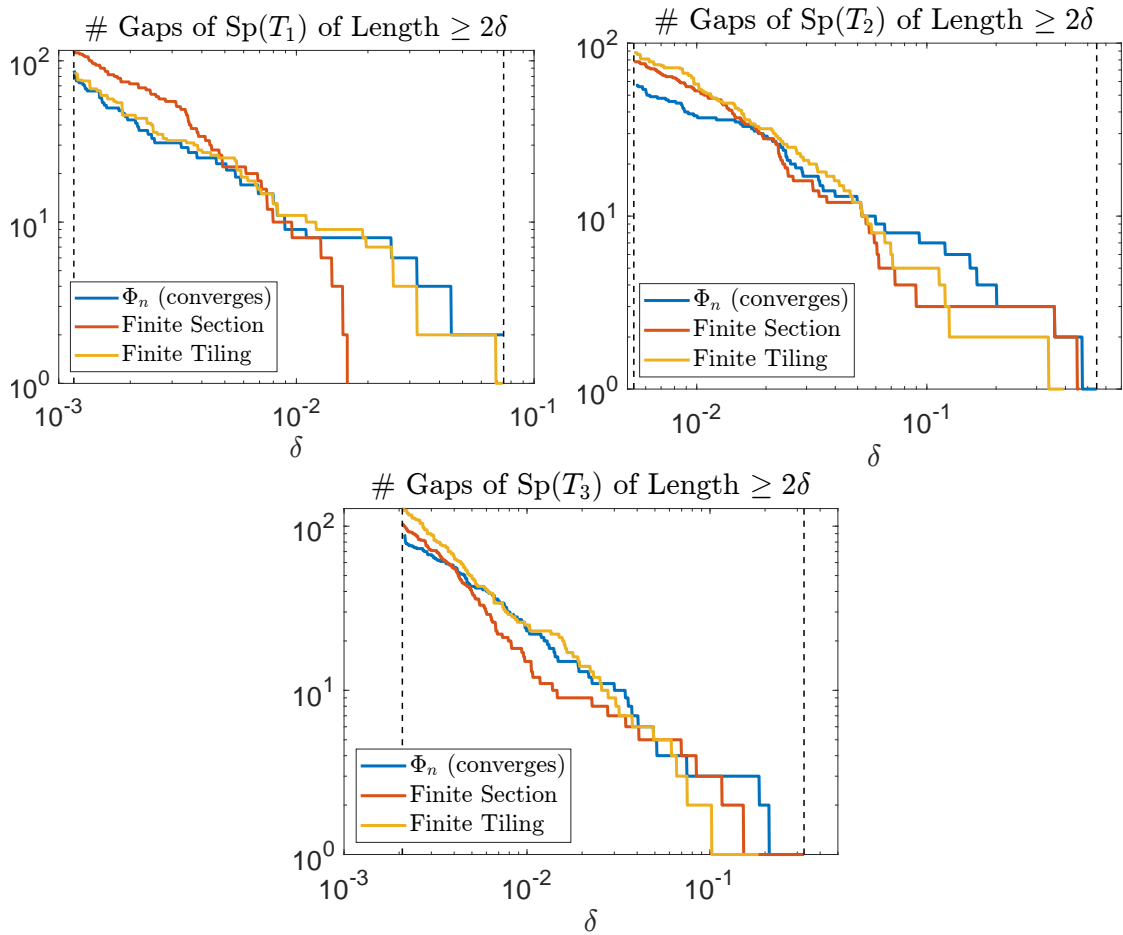 # Gaps of Sp(T₁) of Length ≥ 2δ
10²
10¹
10⁰
Φₙ (converges)
Finite Section
Finite Tiling
10⁻³
10⁻²
10⁻¹
δ
# Gaps of Sp(T₂) of Length ≥ 2δ
10²
10¹
10⁰
Φₙ (converges)
Finite Section
Finite Tiling
10⁻²
10⁻¹
δ
# Gaps of Sp(T₃) of Length ≥ 2δ
10²
10¹
10⁰
Φₙ (converges)
Finite Section
Finite Tiling
10⁻³
10⁻²
10⁻¹
δ